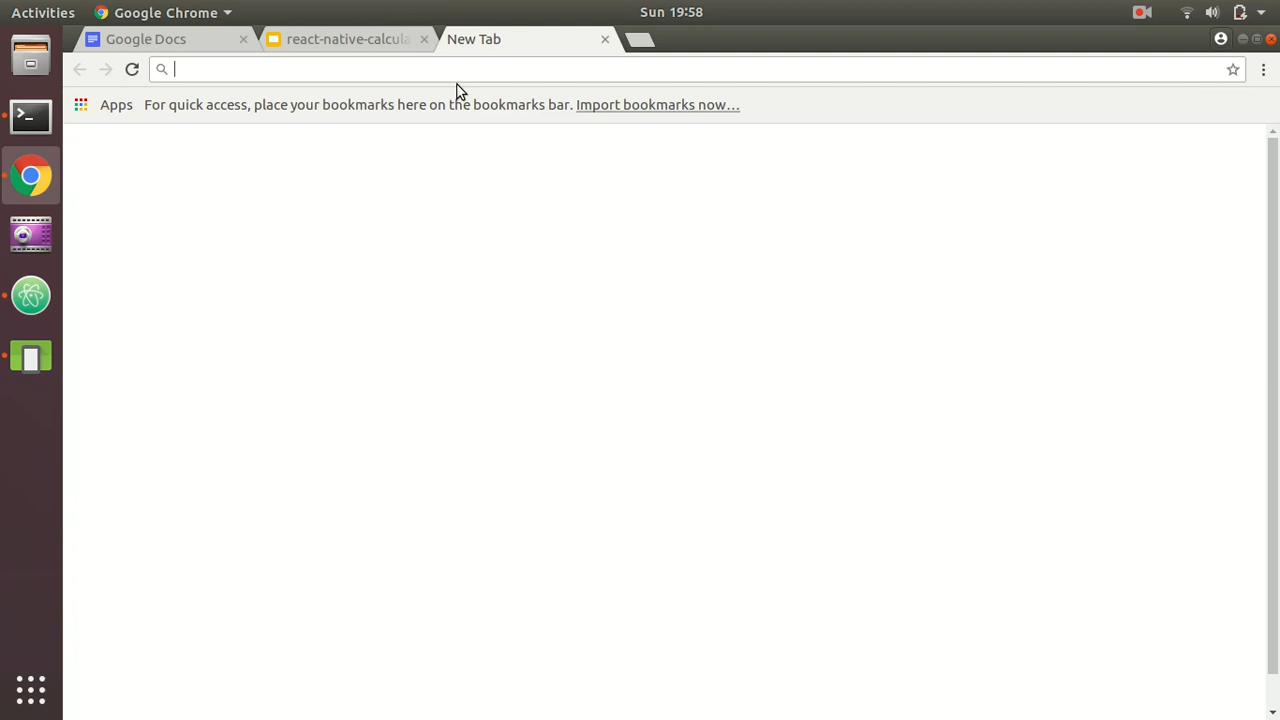 Activities Google Chrome Sun 19:58
Google Docs react-native-calcula New Tab
Apps For quick access, place your bookmarks here on the bookmarks bar. Import bookmarks now...